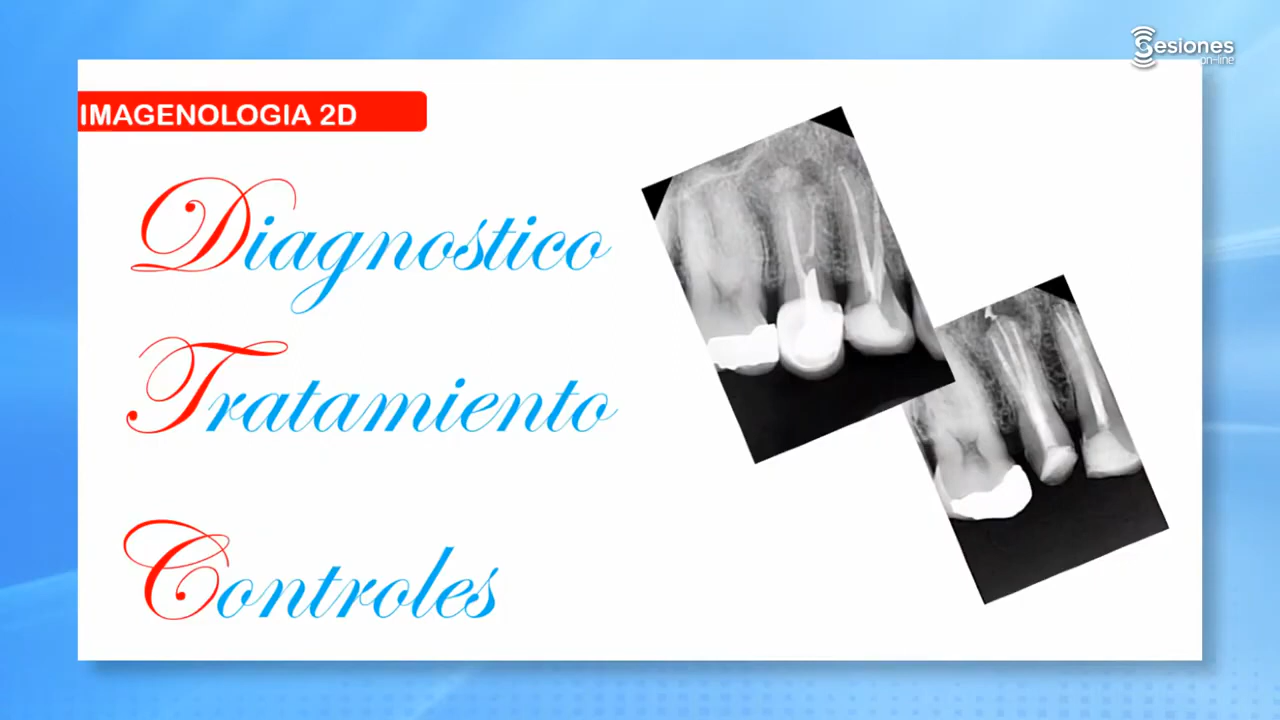 Sesiones
on-line
IMAGENOLOGIA 2D
Diagnostico
Tratamiento
Controles